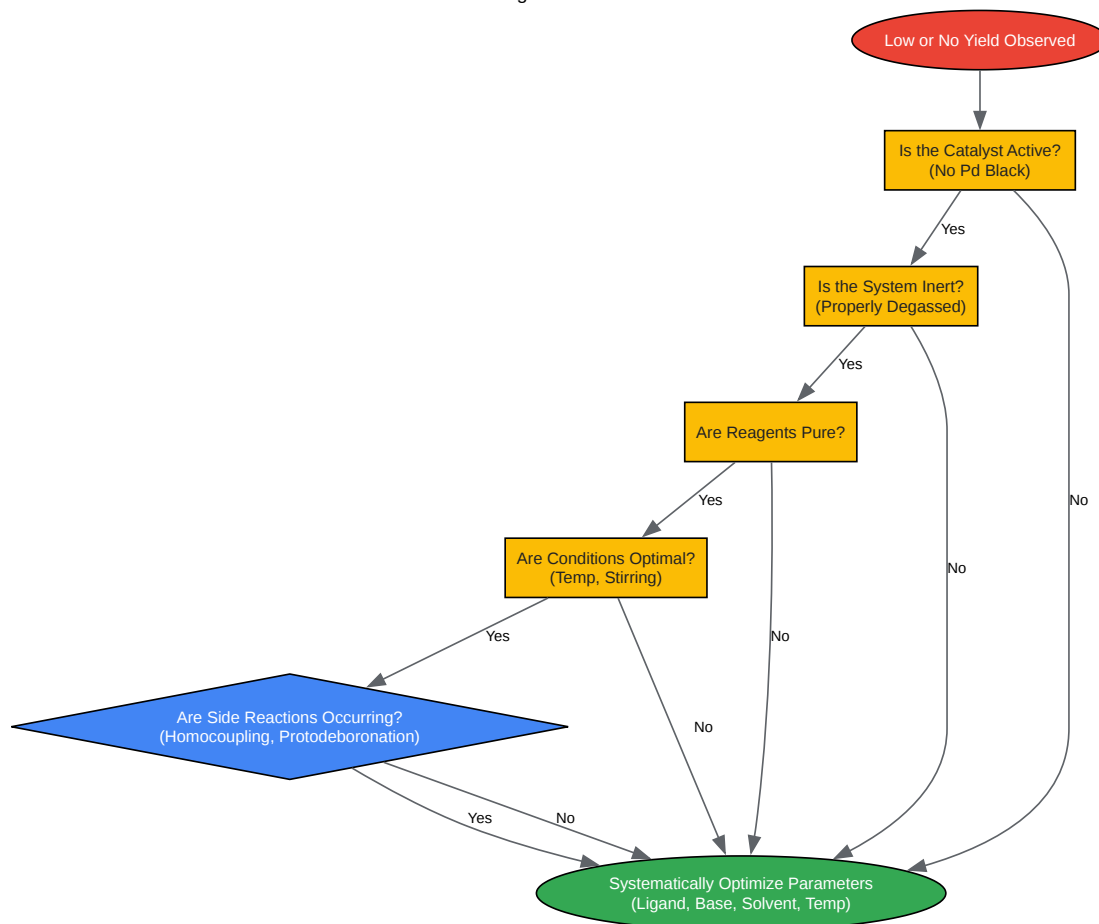 Low or No Yield Observed
Is the Catalyst Active?
(No Pd Black)
Yes
Is the System Inert?
(Properly Degassed)
Yes
Are Reagents Pure?
Yes
No
Are Conditions Optimal?
(Temp, Stirring)
No
Yes
No
Are Side Reactions Occurring?
(Homocoupling, Protodeboronation)
No
Yes
No
Systematically Optimize Parameters
(Ligand, Base, Solvent, Temp)